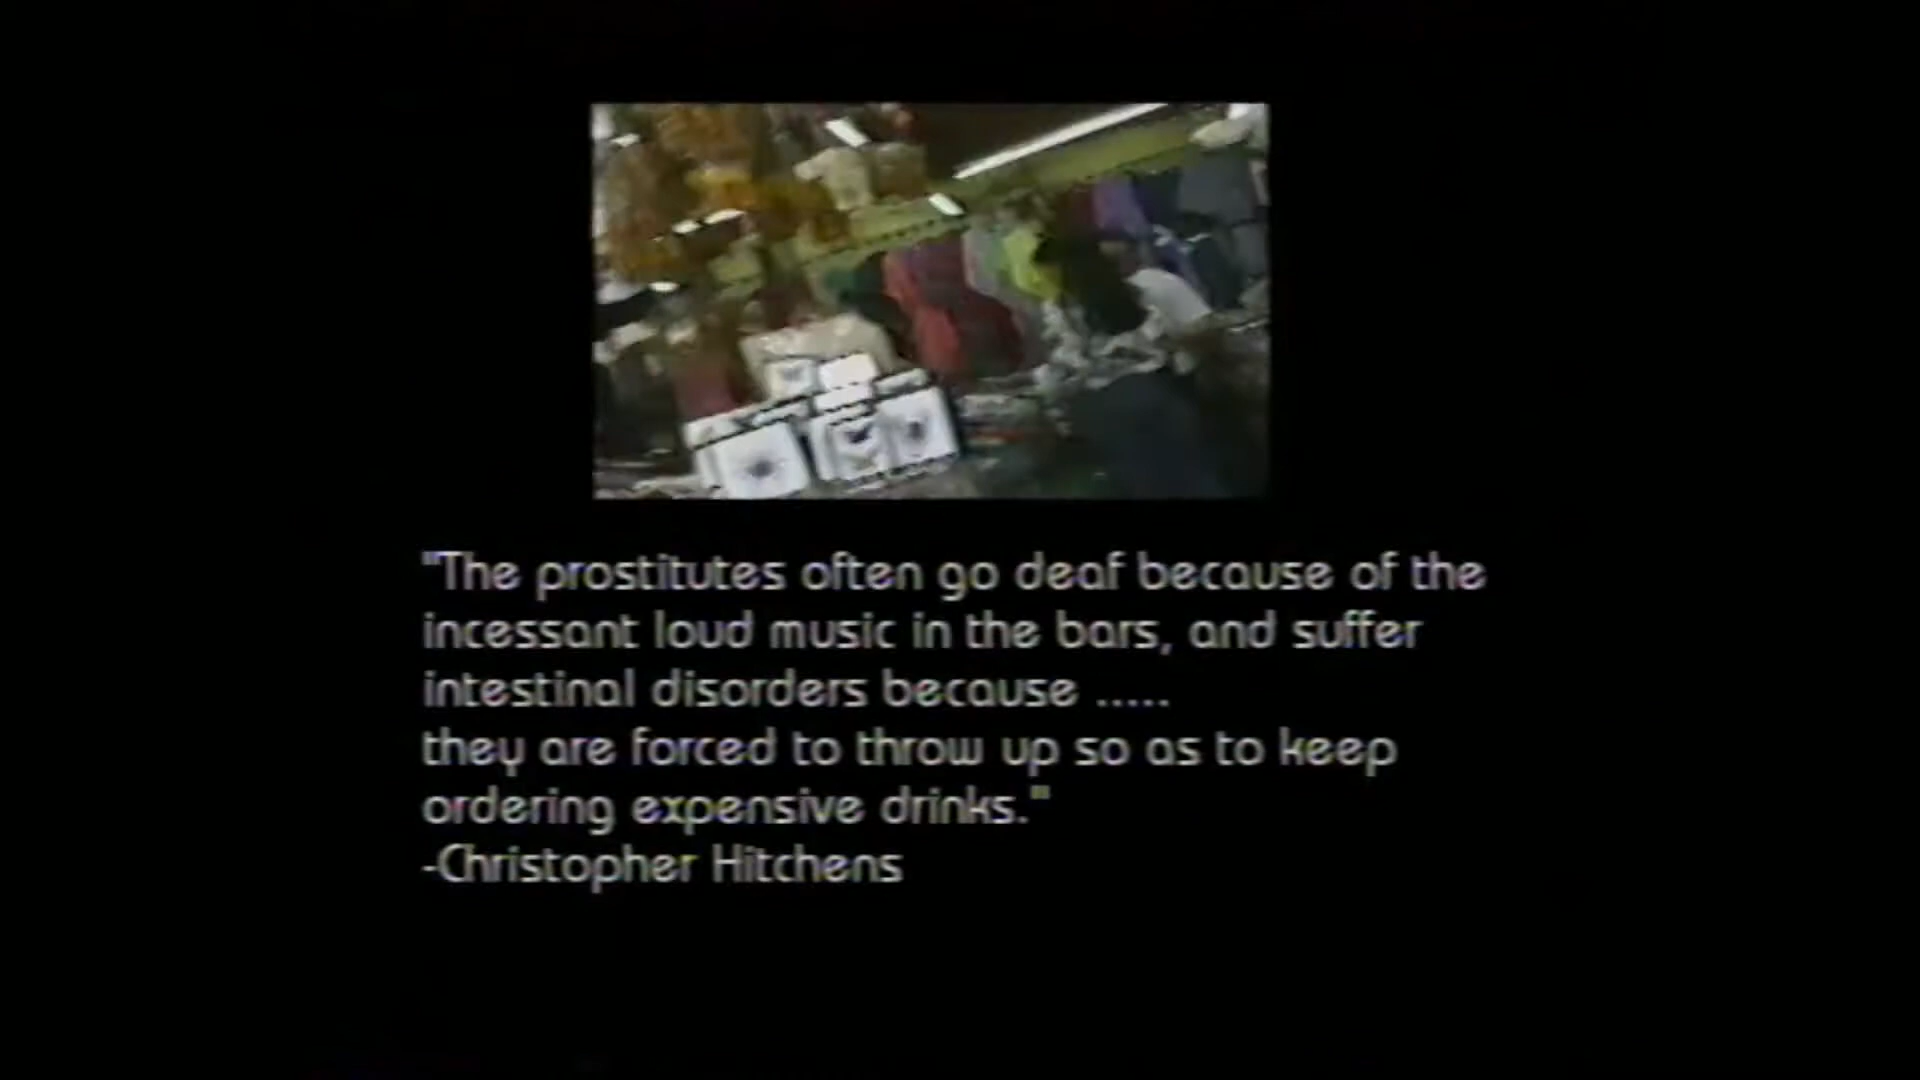 "The prostitutes often go deaf because of the
incessant loud music in the bars, and suffer
intestinal disorders because .....
they are forced to throw up so as to keep
ordering expensive drinks."
-Christopher Hitchens